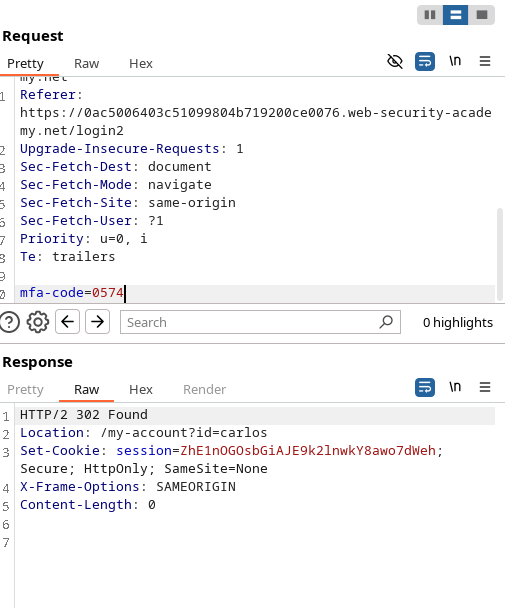 Request
Pretty Raw Hex \n
my.net
1 Referer:
https://0ac5006403c51099804b719200ce0076.web-security-acade
my.net/login2
2 Upgrade-Insecure-Requests: 1
3 Sec-Fetch-Dest: document
4 Sec-Fetch-Mode: navigate
5 Sec-Fetch-Site: same-origin
6 Sec-Fetch-User: ?1
7 Priority: u=0, i
8 Te: trailers
9
0 mfa-code=0574
Search 0 highlights
Response
Pretty Raw Hex Render \n
1 HTTP/2 302 Found
2 Location: /my-account?id=carlos
3 Set-Cookie: session=ZhE1nOGOsbGiAJE9k2lnwkY8awo7dWeh;
Secure; HttpOnly; SameSite=None
4 X-Frame-Options: SAMEORIGIN
5 Content-Length: 0
6
7